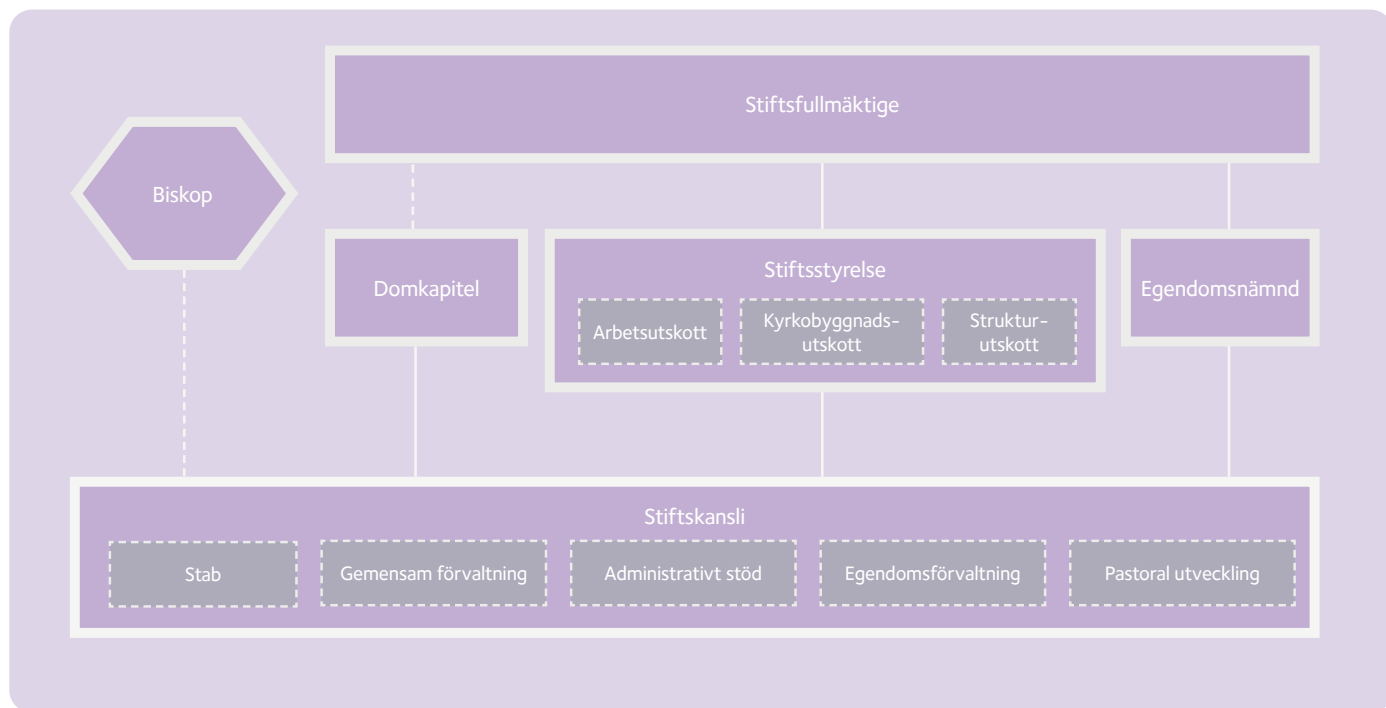 Stiftsfullmäktige
Biskop
Domkapitel
Stiftsstyrelse
Arbetsutskott
Kyrkobyggnads-
utskott
Struktur-
utskott
Egendomsnämnd
Stiftskansli
Stab
Gemensam förvaltning
Administrativt stöd
Egendomsförvaltning
Pastoral utveckling